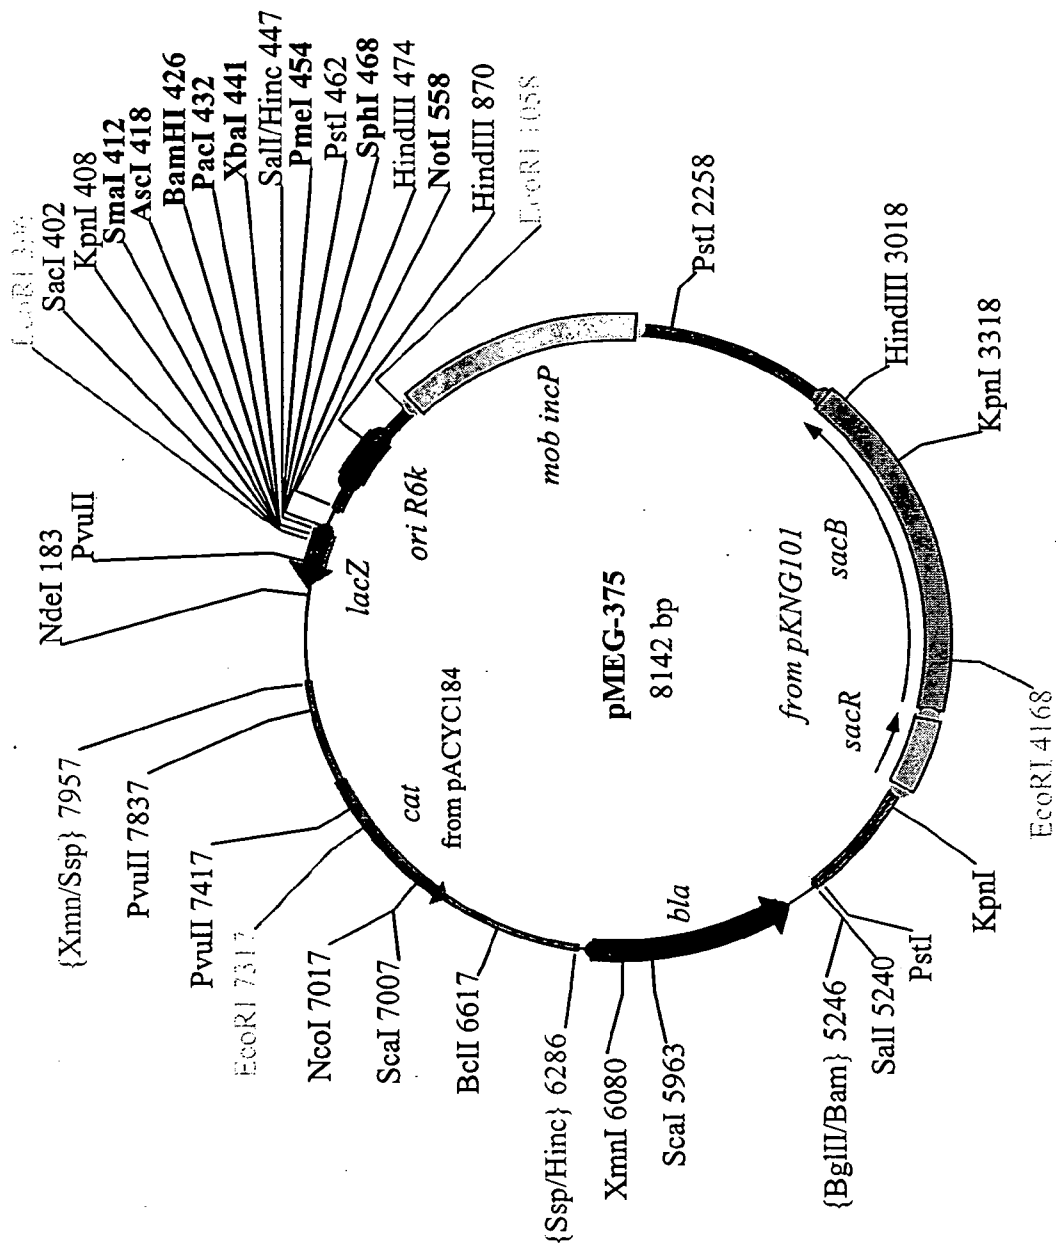 SacI 402
KpnI 408
SmaI 412
AscI 418
BamHI 426
PacI 432
XbaI 441
SalI/Hinc 447
PmeI 454
PstI 462
SphI 468
HindIII 474
NotI 558
HindIII 870
EcoRI 1058
PstI 2258
HindIII 3018
KpnI 3318
EcoRI 4168
KpnI
PstI
SalI 5240
{BglII/Bam} 5246
ScaI 5963
XmnI 6080
{Ssp/Hinc} 6286
BclI 6617
ScaI 7007
NcoI 7017
PvuII 7417
PvuII 7837
{Xmn/Ssp} 7957
NdeI 183
PvuII
lacZ
ori R6k
mob incP
pMEG-375
8142 bp
from pKNG101
sacB
sacR
cat
from pACYC184
bla